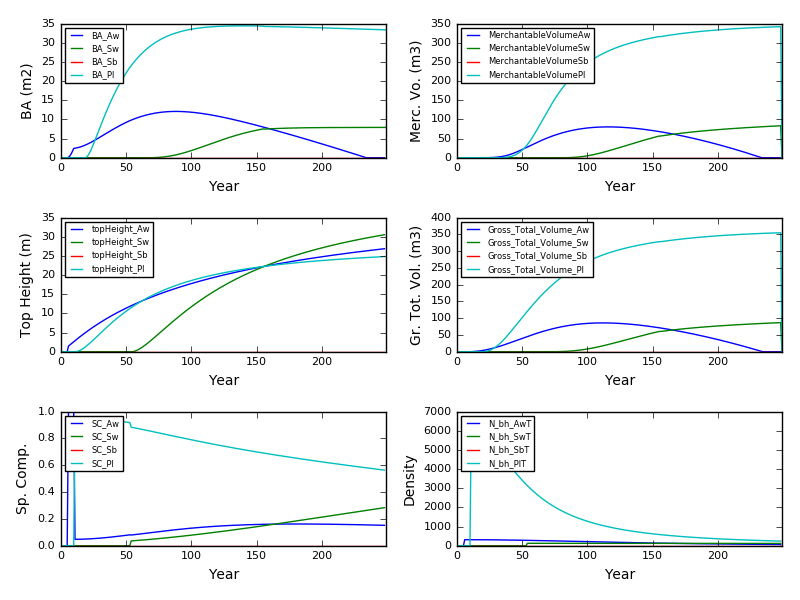 BA (m2)
35
30
25
20
15
10
5
0
BA_Aw
BA_Sw
BA_Sb
BA_Pl
0 50 100 150 200
Year
Merc. Vo. (m3)
350
300
250
200
150
100
50
0
MerchantableVolumeAw
MerchantableVolumeSw
MerchantableVolumeSb
MerchantableVolumePl
0 50 100 150 200
Year
Top Height (m)
35
30
25
20
15
10
5
0
topHeight_Aw
topHeight_Sw
topHeight_Sb
topHeight_Pl
0 50 100 150 200
Year
Gr. Tot. Vol. (m3)
400
350
300
250
200
150
100
50
0
Gross_Total_Volume_Aw
Gross_Total_Volume_Sw
Gross_Total_Volume_Sb
Gross_Total_Volume_Pl
0 50 100 150 200
Year
Sp. Comp.
1.0
0.8
0.6
0.4
0.2
0.0
SC_Aw
SC_Sw
SC_Sb
SC_Pl
0 50 100 150 200
Year
Density
7000
6000
5000
4000
3000
2000
1000
0
N_bh_AwT
N_bh_SwT
N_bh_SbT
N_bh_PlT
0 50 100 150 200
Year